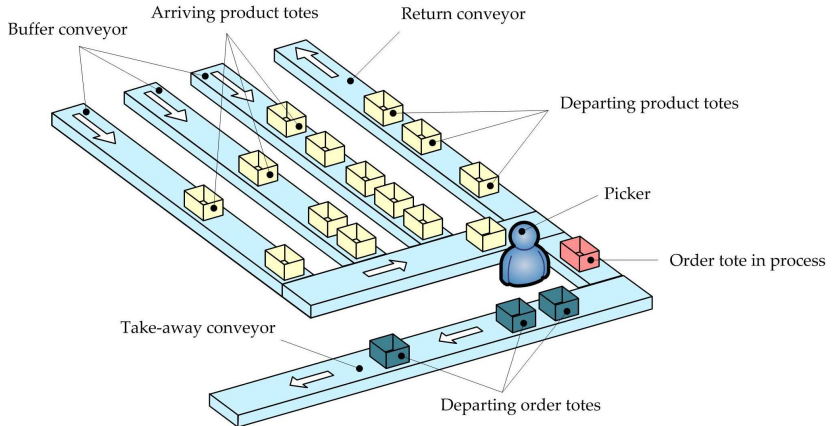 Arriving product totes
Return conveyor
Buffer conveyor
Departing product totes
Picker
Order tote in process
Take-away conveyor
Departing order totes